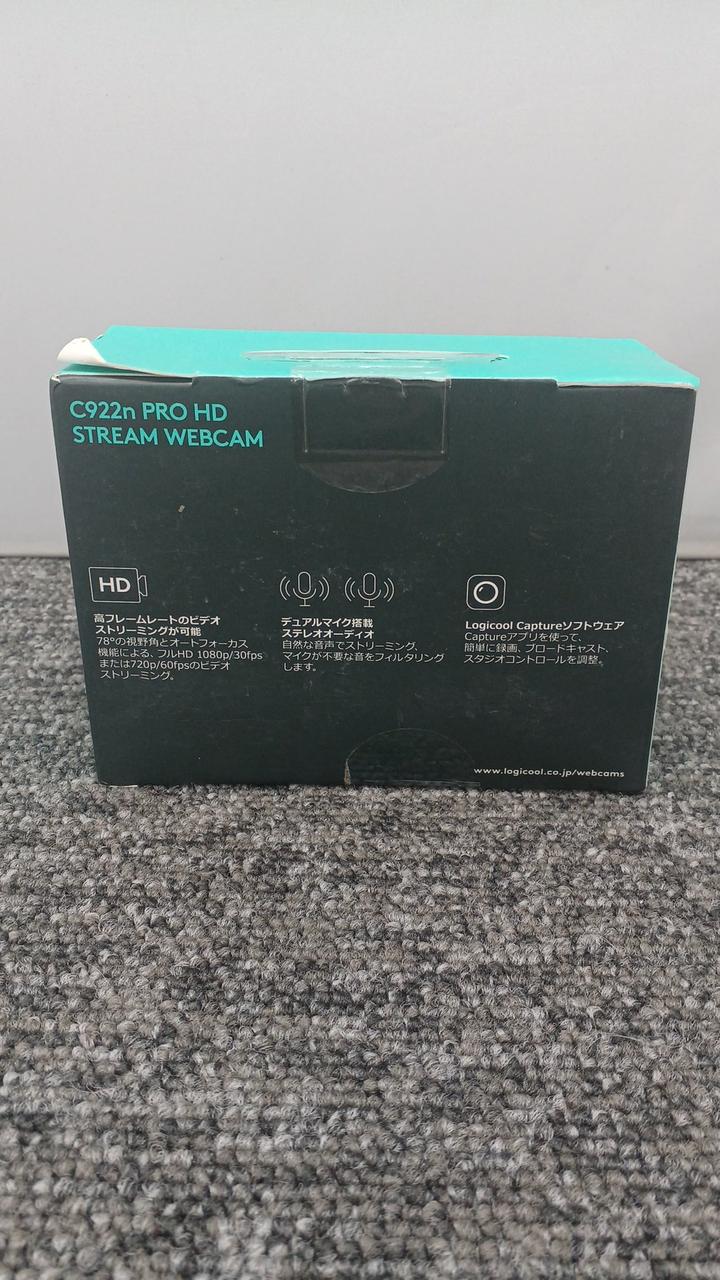 C922n PRO HD
STREAM WEBCAM
HD
高フレームレートのビデオ
ストリーミングが可能
78°の視野角とオートフォーカス
機能による、フルHD 1080p/30fps
または720p/60fpsのビデオ
ストリーミング。
デュアルマイク搭載
ステレオオーディオ
自然な音声でストリーミング、
マイクが不要な音をフィルタリング
します。
Logicool Captureソフトウェア
Captureアプリを使って、
簡単に録画、ブロードキャスト、
スタジオコントロールを調整。
www.logicool.co.jp/webcams